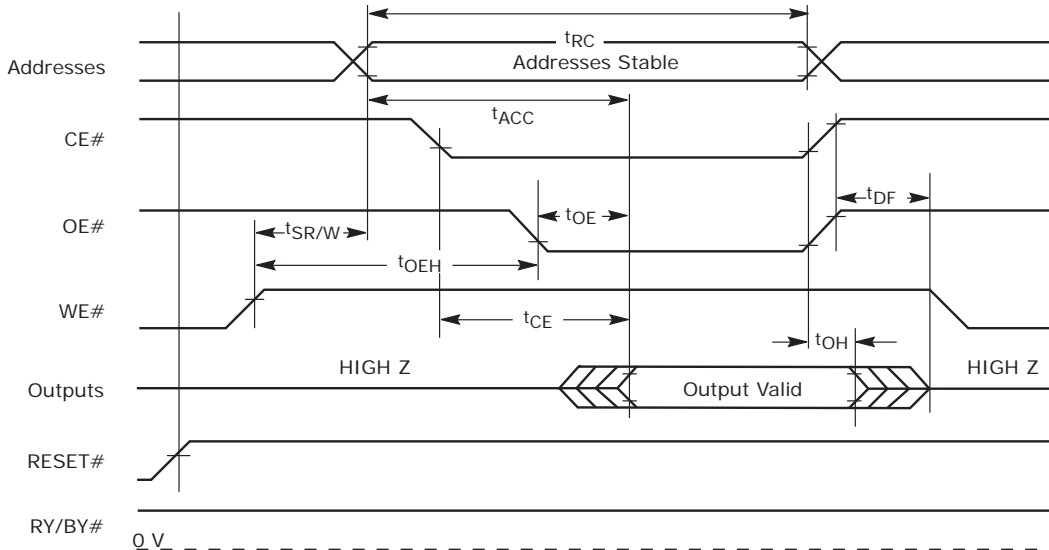 tRC
Addresses
Addresses Stable
tACC
CE#
OE#
tOE
tDF
tSR/W
tOEH
WE#
tCE
tOH
HIGH Z
HIGH Z
Outputs
Output Valid
RESET#
RY/BY#
0 V